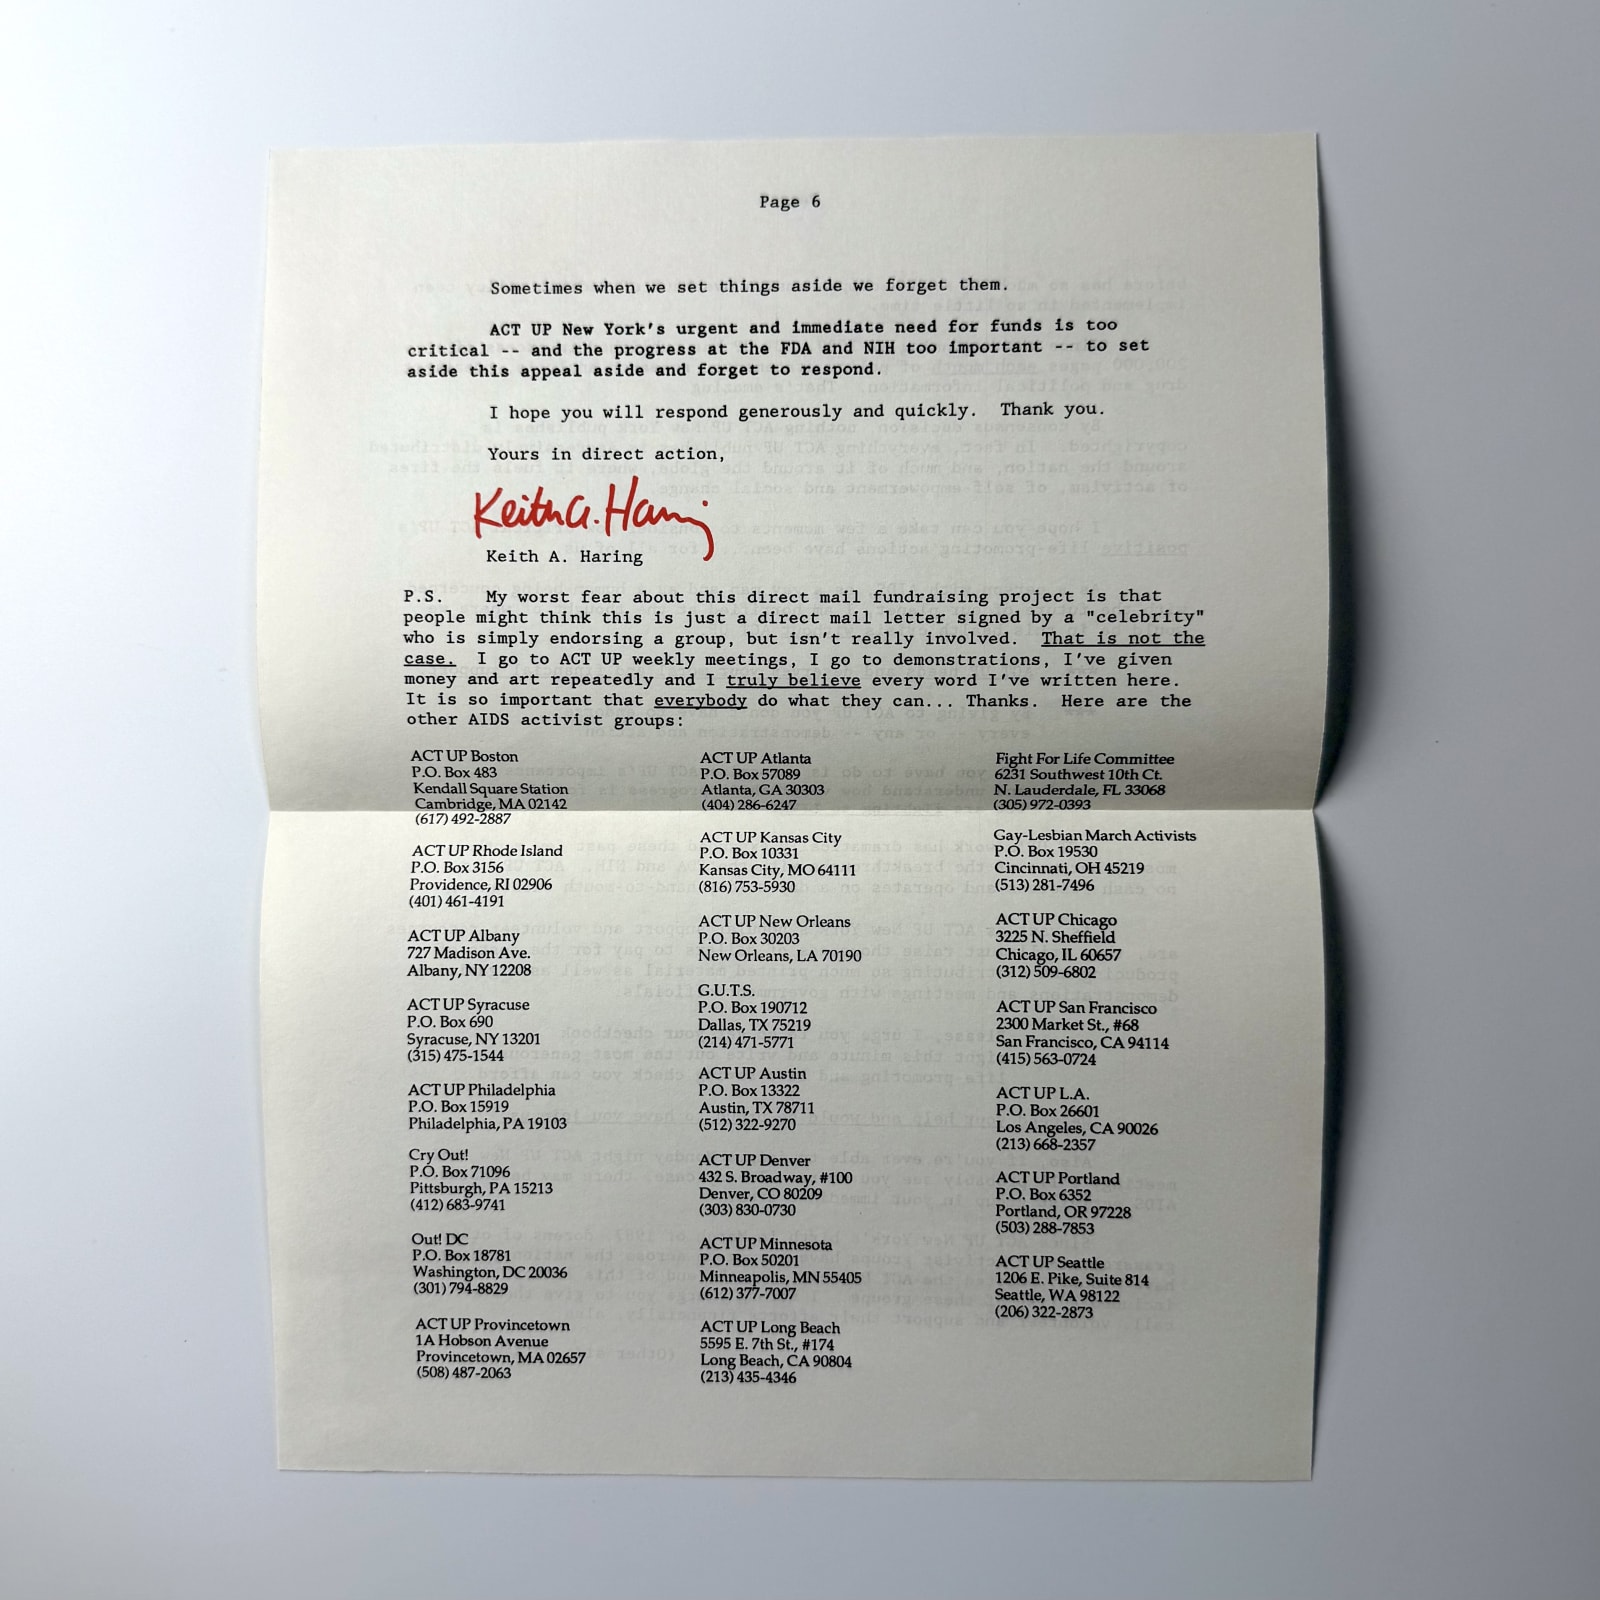 Page 6
Sometimes when we set things aside we forget them.
ACT UP New York's urgent and immediate need for funds is too
critical -- and the progress at the FDA and NIH too important -- to set
aside this appeal aside and forget to respond.
I hope you will respond generously and quickly.  Thank you.
Yours in direct action,
Keith A. Haring
Keith A. Haring
P.S.  My worst fear about this direct mail fundraising project is that
people might think this is just a direct mail letter signed by a "celebrity"
who is simply endorsing a group, but isn't really involved.  That is not the
case.  I go to ACT UP weekly meetings, I go to demonstrations, I've given
money and art repeatedly and I truly believe every word I've written here.
It is so important that everybody do what they can... Thanks.  Here are the
other AIDS activist groups:
ACT UP Boston
P.O. Box 483
Kendall Square Station
Cambridge, MA 02142
(617) 492-2887
ACT UP Rhode Island
P.O. Box 3156
Providence, RI 02906
(401) 461-4191
ACT UP Albany
727 Madison Ave.
Albany, NY 12208
ACT UP Syracuse
P.O. Box 690
Syracuse, NY 13201
(315) 475-1544
ACT UP Philadelphia
P.O. Box 15919
Philadelphia, PA 19103
Cry Out!
P.O. Box 71096
Pittsburgh, PA 15213
(412) 683-9741
Out! DC
P.O. Box 18781
Washington, DC 20036
(301) 794-8829
ACT UP Provincetown
1A Hobson Avenue
Provincetown, MA 02657
(508) 487-2063
ACT UP Atlanta
P.O. Box 57089
Atlanta, GA 30303
(404) 286-6247
ACT UP Kansas City
P.O. Box 10331
Kansas City, MO 64111
(816) 753-5930
ACT UP New Orleans
P.O. Box 30203
New Orleans, LA 70190
G.U.T.S.
P.O. Box 190712
Dallas, TX 75219
(214) 471-5771
ACT UP Austin
P.O. Box 13322
Austin, TX 78711
(512) 322-9270
ACT UP Denver
432 S. Broadway, #100
Denver, CO 80209
(303) 830-0730
ACT UP Minnesota
P.O. Box 50201
Minneapolis, MN 55405
(612) 377-7007
ACT UP Long Beach
5595 E. 7th St., #174
Long Beach, CA 90804
(213) 435-4346
Fight For Life Committee
6231 Southwest 10th Ct.
N. Lauderdale, FL 33068
(305) 972-0393
Gay-Lesbian March Activists
P.O. Box 19530
Cincinnati, OH 45219
(513) 281-7496
ACT UP Chicago
3225 N. Sheffield
Chicago, IL 60657
(312) 509-6802
ACT UP San Francisco
2300 Market St., #68
San Francisco, CA 94114
(415) 563-0724
ACT UP L.A.
P.O. Box 26601
Los Angeles, CA 90026
(213) 668-2357
ACT UP Portland
P.O. Box 6352
Portland, OR 97228
(503) 288-7853
ACT UP Seattle
1206 E. Pike, Suite 814
Seattle, WA 98122
(206) 322-2873